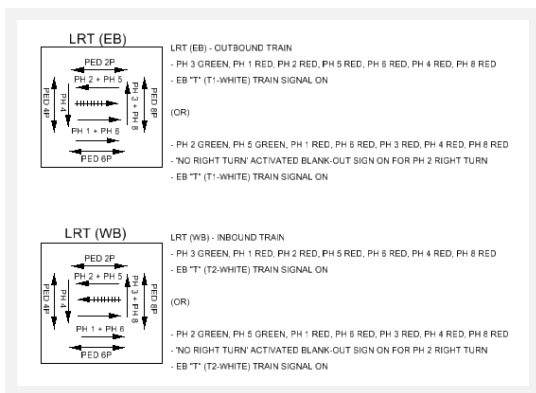 LRT (EB)
PED 2P
PH 2 + PH 5
PED 4P
PH 4
PH 3 + PH 8
PED 8P
PH 1 + PH 6
PED 6P
LRT (EB) - OUTBOUND TRAIN
- PH 3 GREEN, PH 1 RED, PH 2 RED, PH 5 RED, PH 6 RED, PH 4 RED, PH 8 RED
- EB "T" (T1-WHITE) TRAIN SIGNAL ON
(OR)
- PH 2 GREEN, PH 5 GREEN, PH 1 RED, PH 6 RED, PH 3 RED, PH 4 RED, PH 8 RED
- 'NO RIGHT TURN' ACTIVATED BLANK-OUT SIGN ON FOR PH 2 RIGHT TURN
- EB "T" (T1-WHITE) TRAIN SIGNAL ON
LRT (WB)
PED 2P
PH 2 + PH 5
PED 4P
PH 4
PH 3 + PH 8
PED 8P
PH 1 + PH 6
PED 6P
LRT (WB) - INBOUND TRAIN
- PH 3 GREEN, PH 1 RED, PH 2 RED, PH 5 RED, PH 6 RED, PH 4 RED, PH 8 RED
- EB "T" (T2-WHITE) TRAIN SIGNAL ON
(OR)
- PH 2 GREEN, PH 5 GREEN, PH 1 RED, PH 6 RED, PH 3 RED, PH 4 RED, PH 8 RED
- 'NO RIGHT TURN' ACTIVATED BLANK-OUT SIGN ON FOR PH 2 RIGHT TURN
- EB "T" (T2-WHITE) TRAIN SIGNAL ON